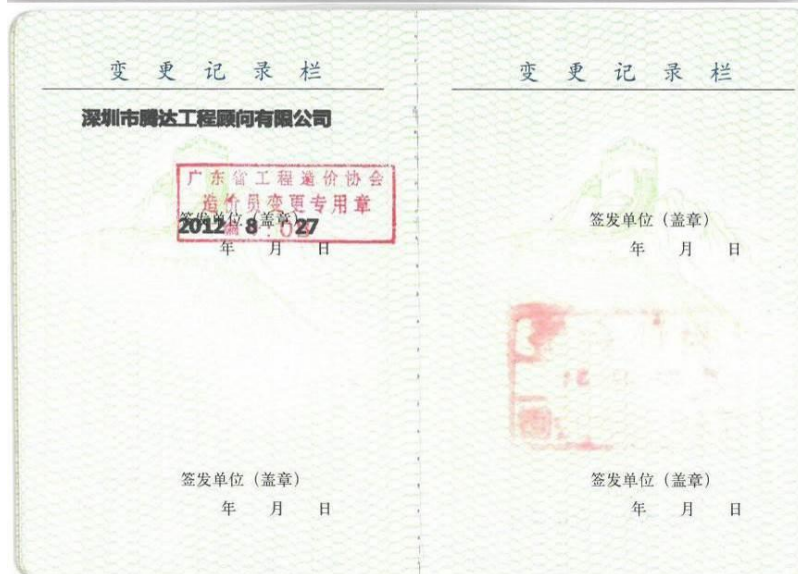 变更记录栏
深圳市腾达工程顾问有限公司
广东省工程造价协会
造价员变更专用章
签发单位（盖章）
2012 8 27
年 月 日
签发单位（盖章）
年 月 日
变更记录栏
签发单位（盖章）
年 月 日
签发单位（盖章）
年 月 日